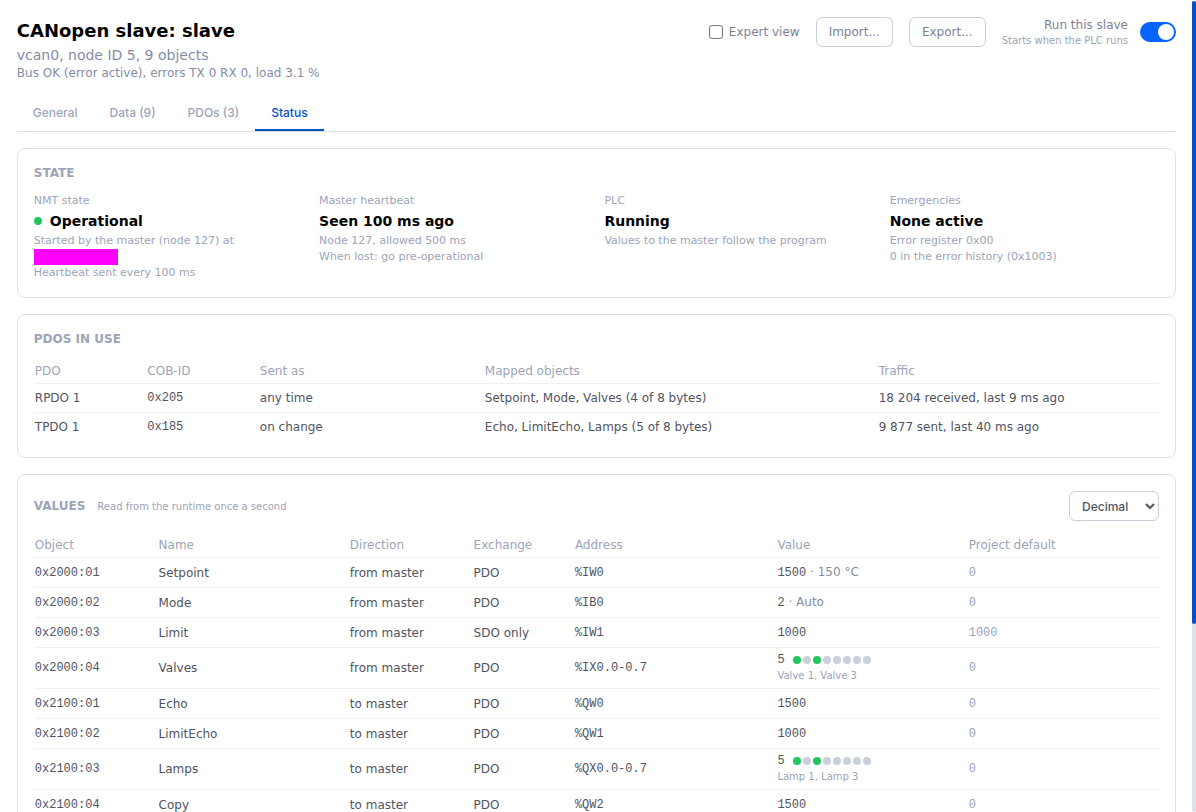 CANopen slave: slave
vcan0, node ID 5, 9 objects
Bus OK (error active), errors TX 0 RX 0, load 3.1 %
Expert view
Import...
Export...
Run this slave
Starts when the PLC runs
General
Data (9)
PDOs (3)
Status
STATE
NMT state
Operational
Started by the master (node 127) at
Heartbeat sent every 100 ms
Master heartbeat
Seen 100 ms ago
Node 127, allowed 500 ms
When lost: go pre-operational
PLC
Running
Values to the master follow the program
Emergencies
None active
Error register 0x00
0 in the error history (0x1003)
PDOS IN USE
PDO COB-ID Sent as Mapped objects Traffic
RPDO 1 0x205 any time Setpoint, Mode, Valves (4 of 8 bytes) 18 204 received, last 9 ms ago
TPDO 1 0x185 on change Echo, LimitEcho, Lamps (5 of 8 bytes) 9 877 sent, last 40 ms ago
VALUES Read from the runtime once a second
Decimal
Object Name Direction Exchange Address Value Project default
0x2000:01 Setpoint from master PDO %IW0 1500 · 150 °C 0
0x2000:02 Mode from master PDO %IB0 2 · Auto 0
0x2000:03 Limit from master SDO only %IW1 1000 1000
0x2000:04 Valves from master PDO %IX0.0-0.7 5 0
Valve 1, Valve 3
0x2100:01 Echo to master PDO %QW0 1500 0
0x2100:02 LimitEcho to master PDO %QW1 1000 0
0x2100:03 Lamps to master PDO %QX0.0-0.7 5 0
Lamp 1, Lamp 3
0x2100:04 Copy to master PDO %QW2 1500 0